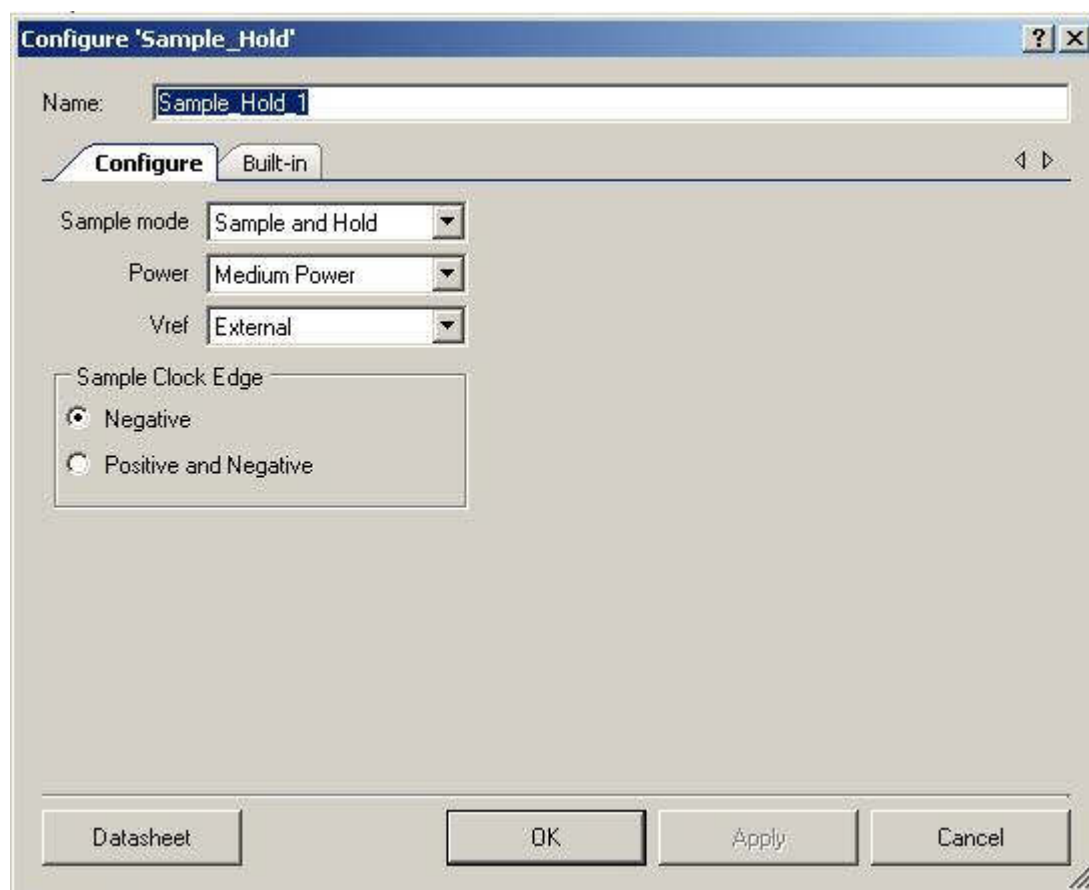 Configure 'Sample_Hold'
Name: Sample_Hold_1
Configure Built-in
Sample mode Sample and Hold
Power Medium Power
Vref External
Sample Clock Edge
Negative
Positive and Negative
Datasheet OK Apply Cancel